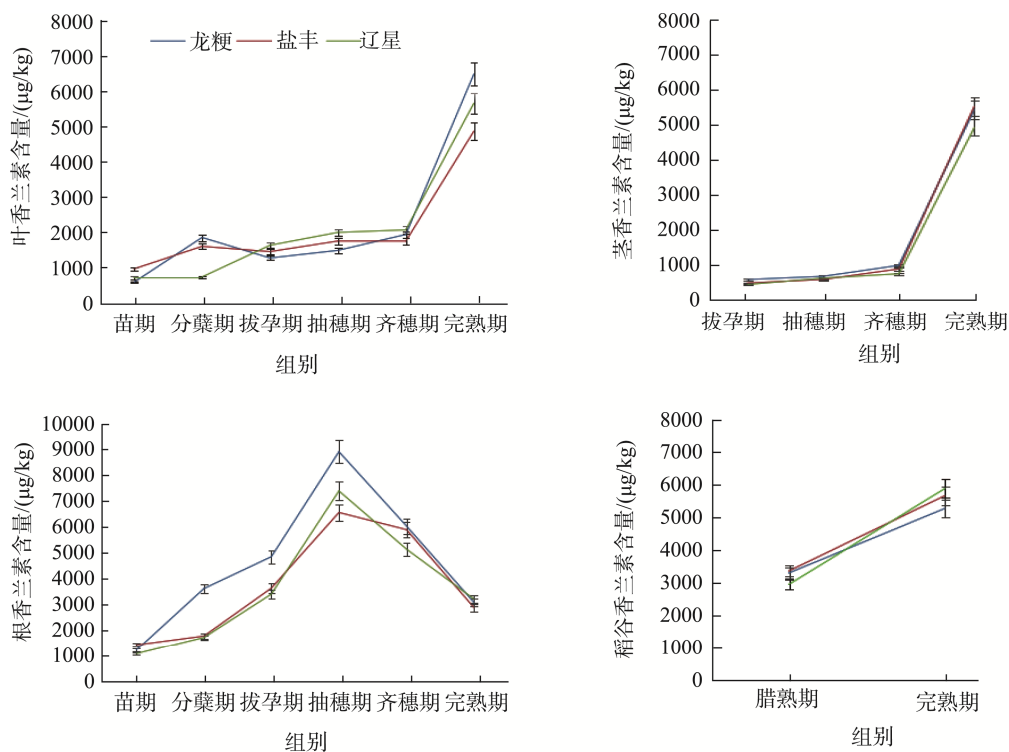 8000
7000
6000
5000
4000
3000
2000
1000
0
叶香兰素含量/(μg/kg)
龙粳 盐丰 辽星
苗期 分蘖期 拔孕期 抽穗期 齐穗期 完熟期
组别
8000
7000
6000
5000
4000
3000
2000
1000
0
茎香兰素含量/(μg/kg)
拔孕期 抽穗期 齐穗期 完熟期
组别
10000
9000
8000
7000
6000
5000
4000
3000
2000
1000
0
根香兰素含量/(μg/kg)
苗期 分蘖期 拔孕期 抽穗期 齐穗期 完熟期
组别
8000
7000
6000
5000
4000
3000
2000
1000
0
稻谷香兰素含量/(μg/kg)
腊熟期 完熟期
组别